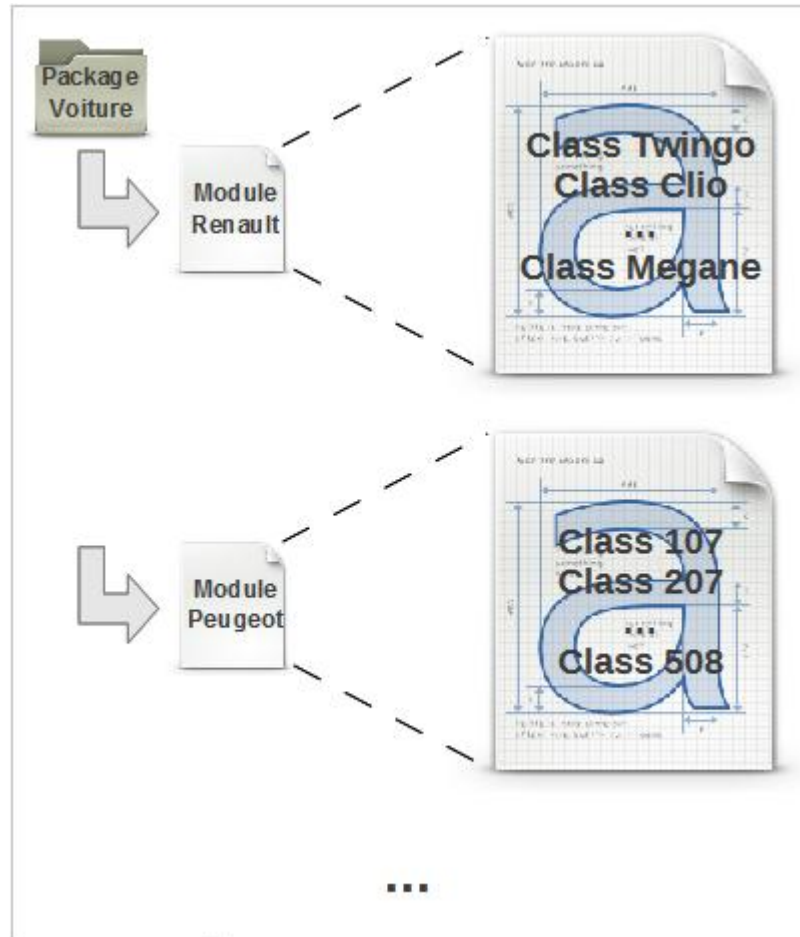 Package
Voiture
Module
Renault
Class Twingo
Class Clio
...
Class Megane
Module
Peugeot
Class 107
Class 207
...
Class 508
...